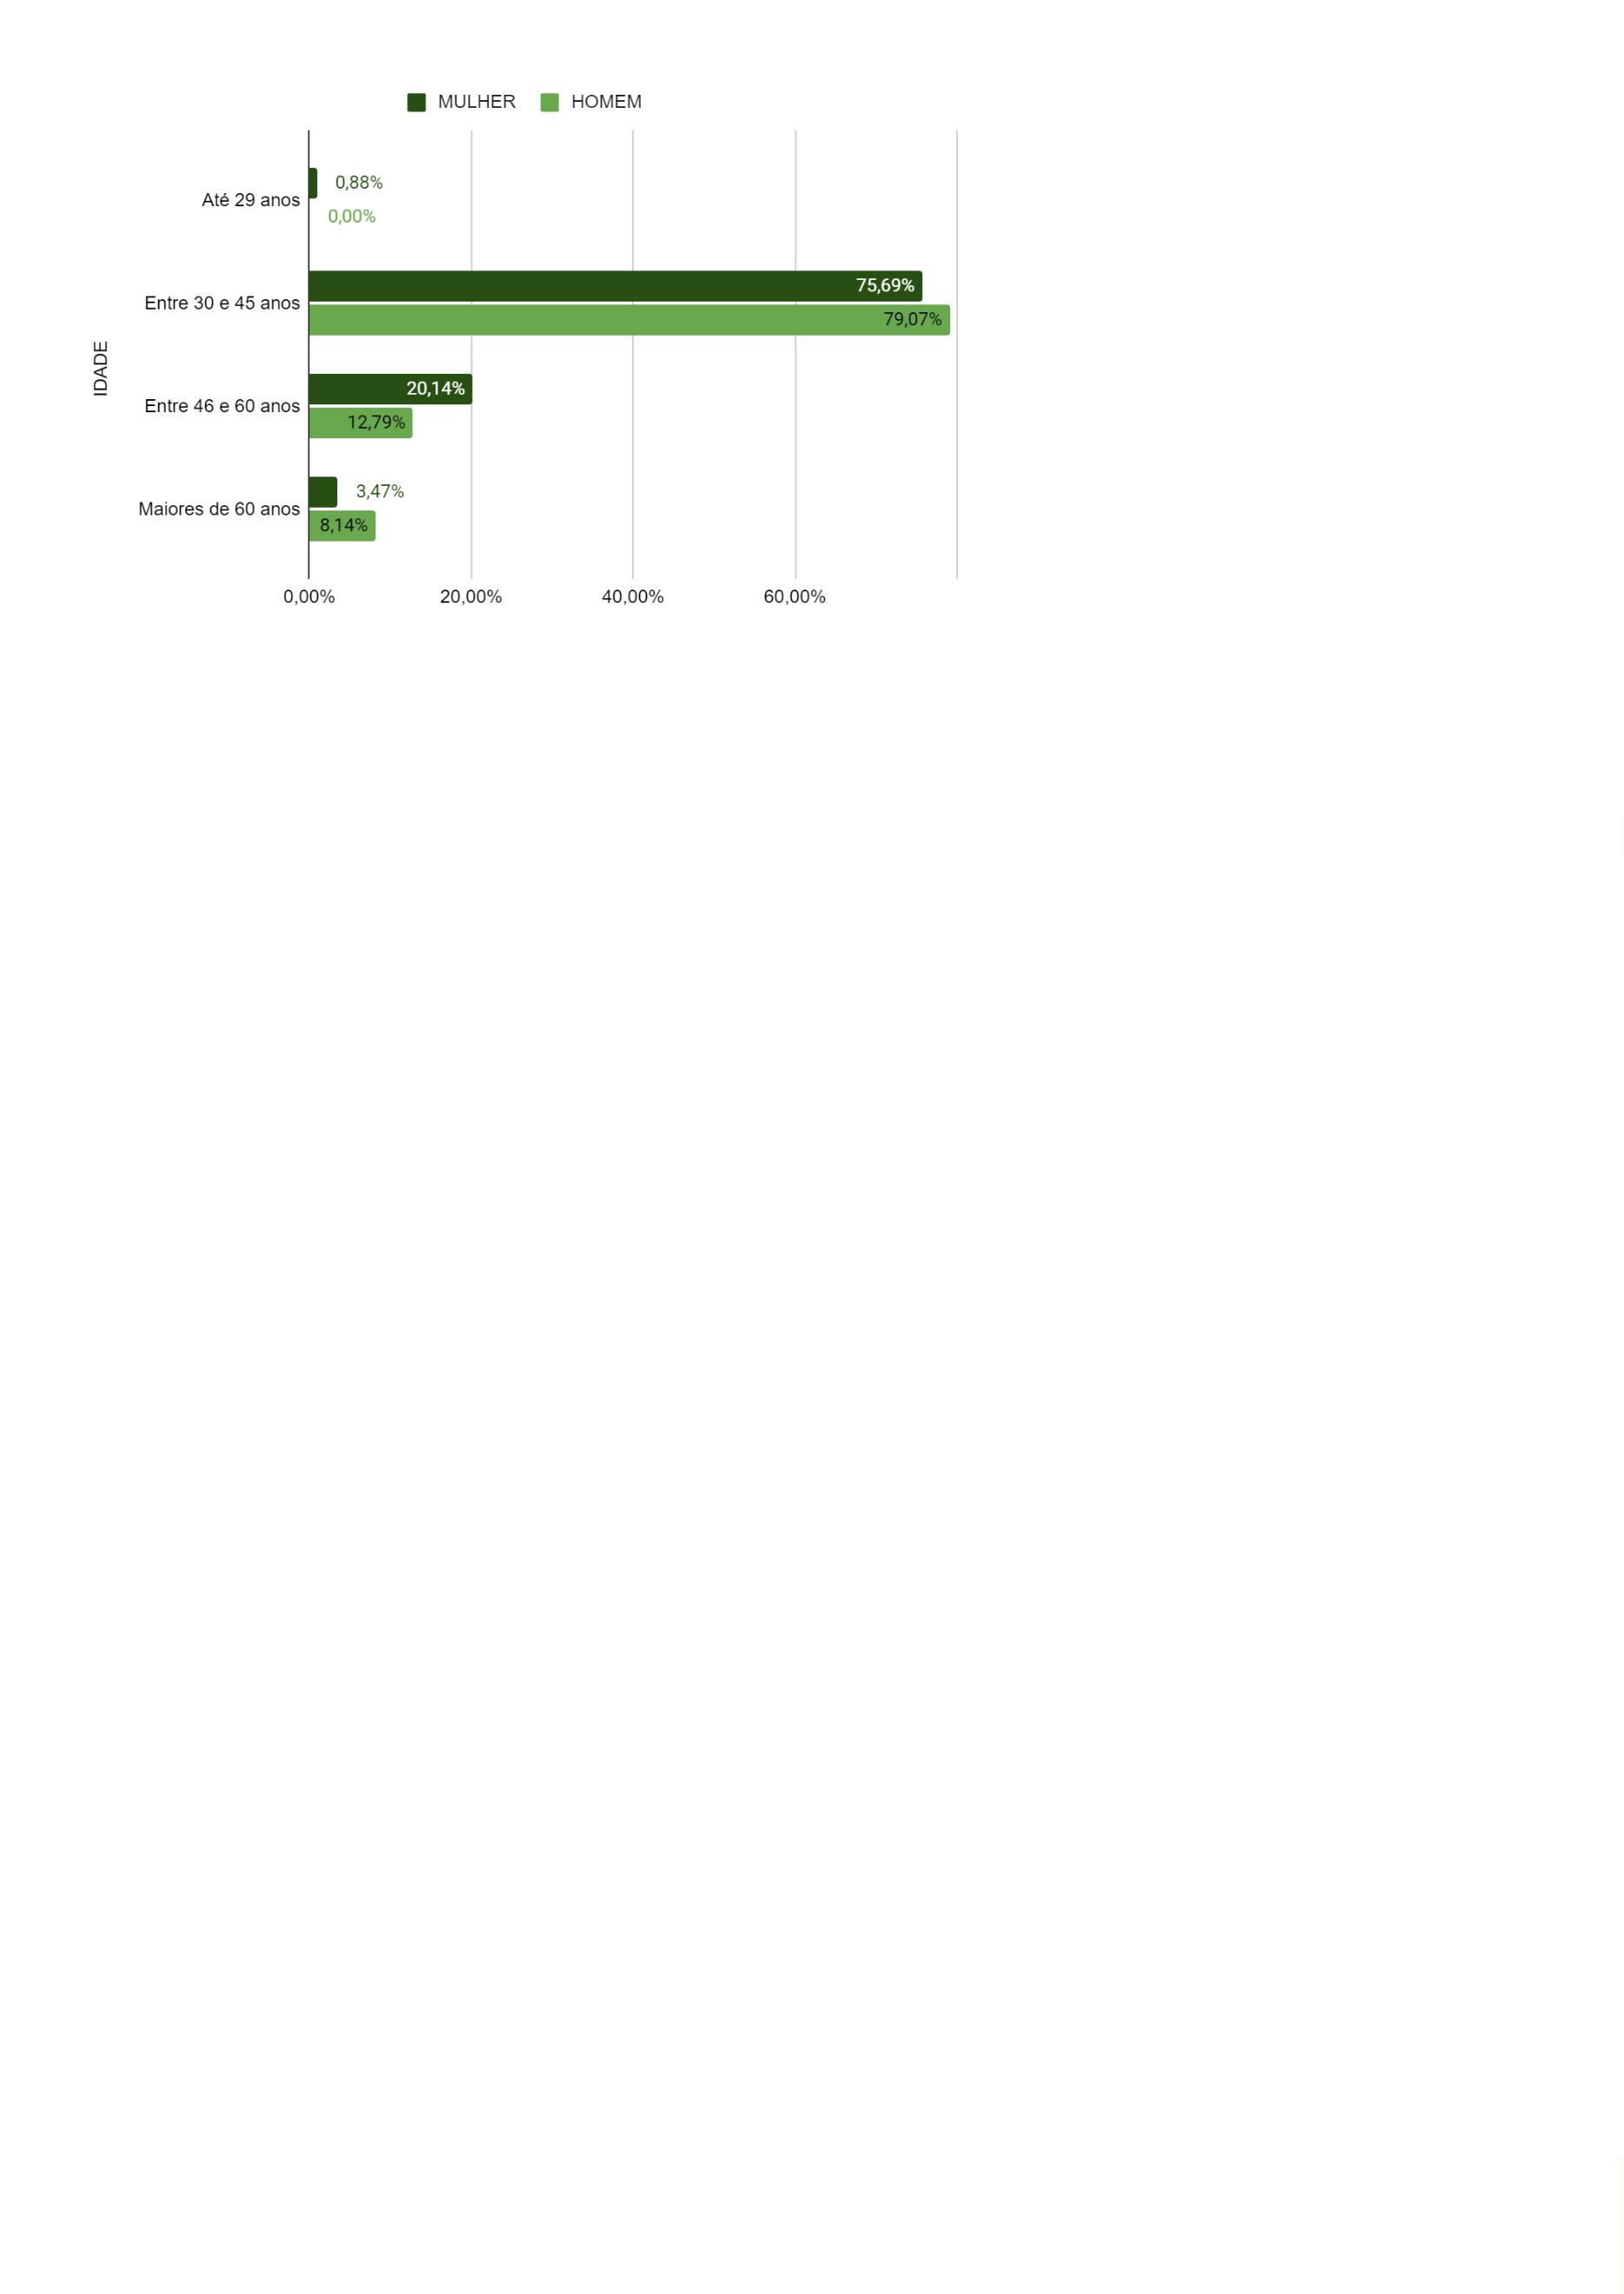 MULHER HOMEM
Até 29 anos
0,88%
0,00%
Entre 30 e 45 anos
75,69%
79,07%
IDADE
Entre 46 e 60 anos
20,14%
12,79%
Maiores de 60 anos
3,47%
8,14%
0,00% 20,00% 40,00% 60,00%